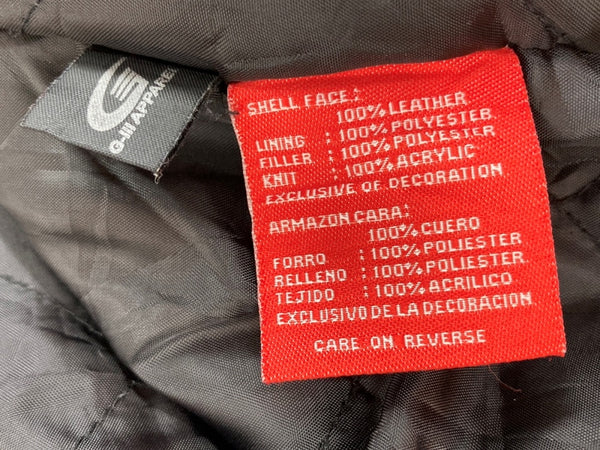 G-III APPAREL
SHELL FACE:
100% LEATHER
LINING : 100% POLYESTER
FILLER : 100% POLYESTER
KNIT : 100% ACRYLIC
EXCLUSIVE OF DECORATION
ARMAZON CARA:
100% CUERO
FORRO : 100% POLIESTER
RELLENO : 100% POLIESTER
TEJIDO : 100% ACRILICO
EXCLUSIVO DE LA DECORACION
CARE ON REVERSE